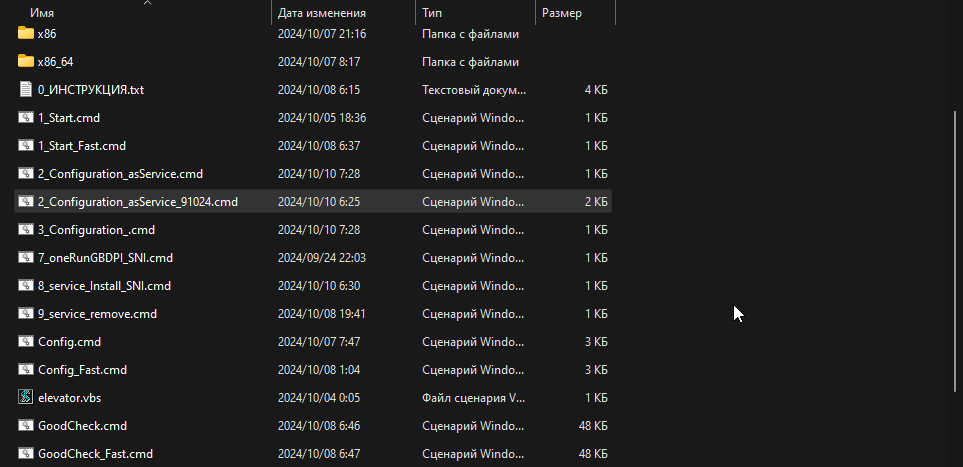 Имя Дата изменения Тип Размер
x86 2024/10/07 21:16 Папка с файлами
x86_64 2024/10/07 8:17 Папка с файлами
0_ИНСТРУКЦИЯ.txt 2024/10/08 6:15 Текстовый докум... 4 КБ
1_Start.cmd 2024/10/05 18:36 Сценарий Windo... 1 КБ
1_Start_Fast.cmd 2024/10/08 6:37 Сценарий Windo... 1 КБ
2_Configuration_asService.cmd 2024/10/10 7:28 Сценарий Windo... 1 КБ
2_Configuration_asService_91024.cmd 2024/10/10 6:25 Сценарий Windo... 2 КБ
3_Configuration_.cmd 2024/10/10 7:28 Сценарий Windo... 1 КБ
7_oneRunGBDPI_SNI.cmd 2024/09/24 22:03 Сценарий Windo... 1 КБ
8_service_Install_SNI.cmd 2024/10/10 6:30 Сценарий Windo... 1 КБ
9_service_remove.cmd 2024/10/08 19:41 Сценарий Windo... 1 КБ
Config.cmd 2024/10/07 7:47 Сценарий Windo... 3 КБ
Config_Fast.cmd 2024/10/08 1:04 Сценарий Windo... 3 КБ
elevator.vbs 2024/10/04 0:05 Файл сценария V... 1 КБ
GoodCheck.cmd 2024/10/08 6:46 Сценарий Windo... 48 КБ
GoodCheck_Fast.cmd 2024/10/08 6:47 Сценарий Windo... 48 КБ